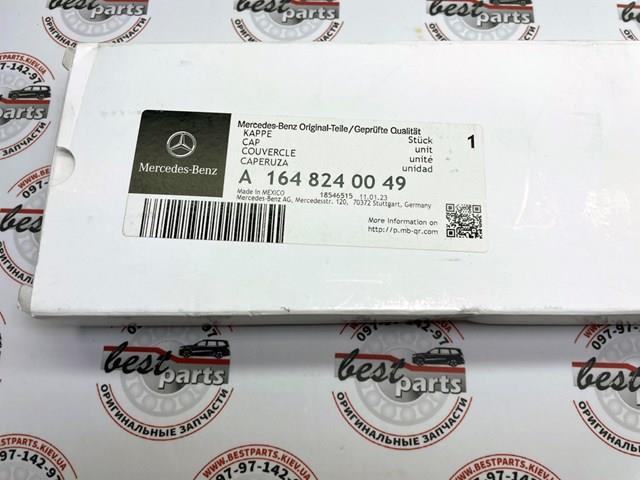 Mercedes-Benz Original-Teile/Geprüfte Qualität
KAPPE Stück 1
CAP unit
COUVERCLE unité
CAPERUZA unidad
Mercedes-Benz
A 164 824 00 49
Made in MEXICO 18546515 11.01.23
Mercedes-Benz AG, Mercedesstr. 120, 70372 Stuttgart, Germany
More information on
http://p.mb-qr.com
best parts
ОРИГИНАЛЬНЫЕ ЗАПЧАСТИ
BESTPARTS.KIEV.UA
097-97-142-97